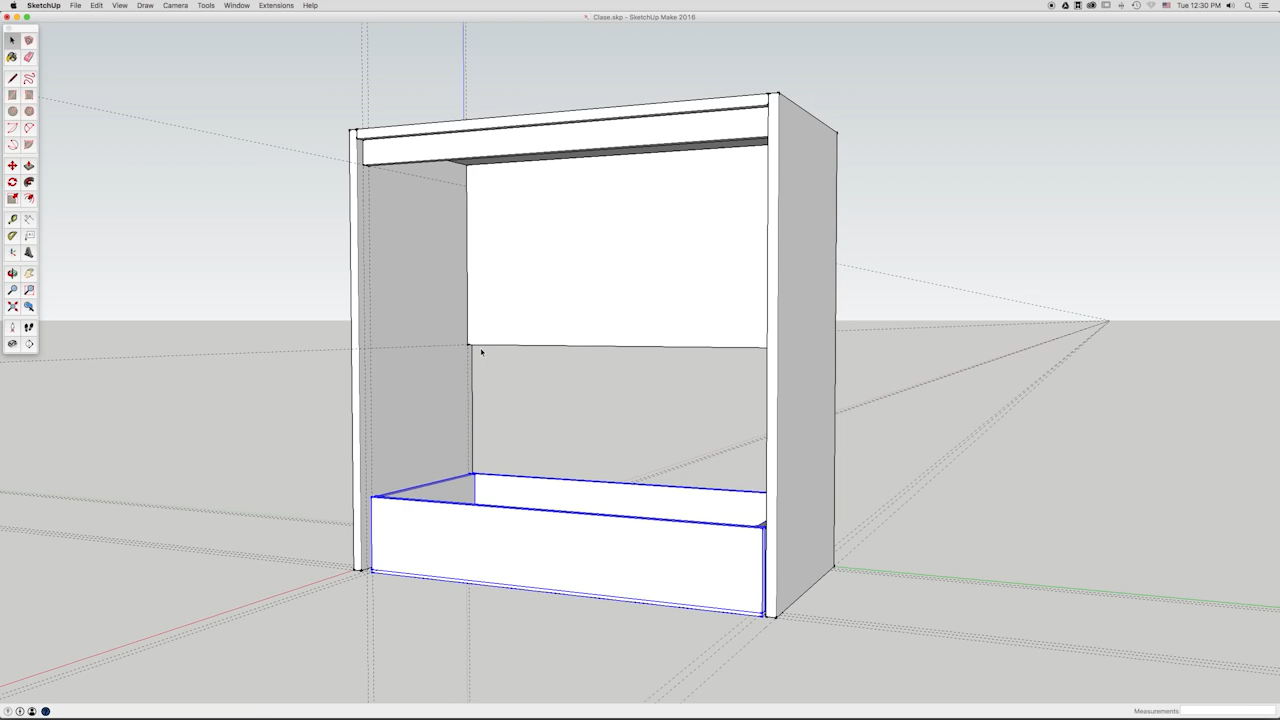 SketchUp File Edit View Draw Camera Tools Window Extensions Help Tue 12:30 PM
Clase.skp - SketchUp Make 2016
Measurements